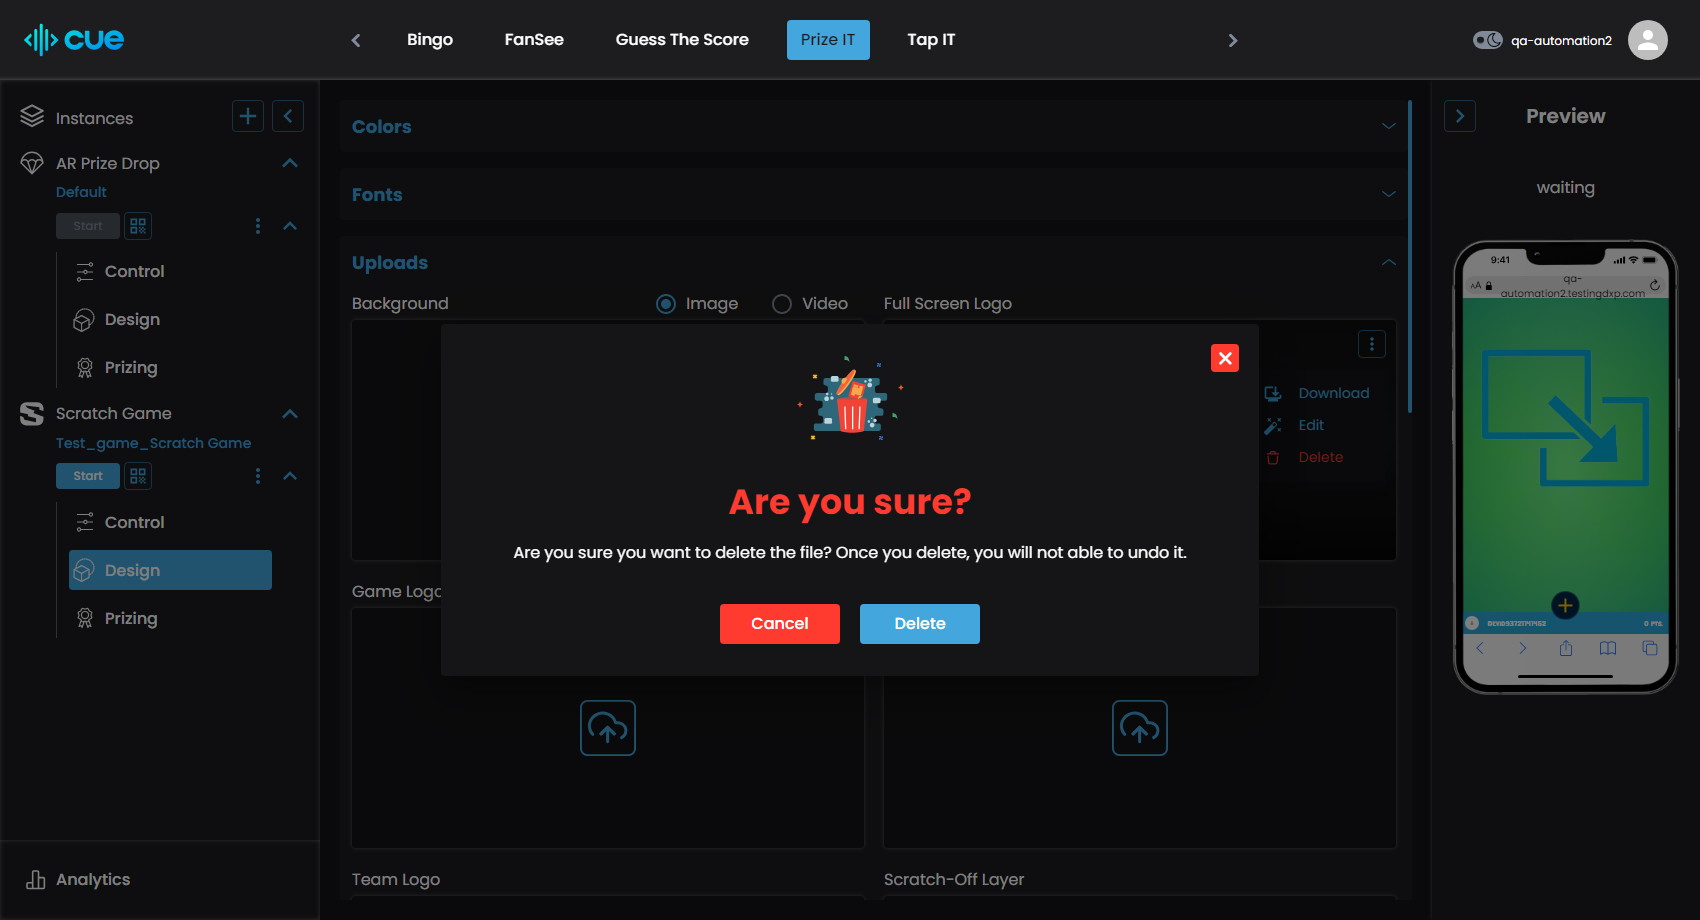 cue
Bingo
FanSee
Guess The Score
Prize IT
Tap IT
qa-automation2
Instances
AR Prize Drop
Default
Start
Control
Design
Prizing
Scratch Game
Test_game_Scratch Game
Start
Control
Design
Prizing
Analytics
Colors
Fonts
Uploads
Background
Image
Video
Full Screen Logo
Download
Edit
Delete
Are you sure?
Are you sure you want to delete the file? Once you delete, you will not able to undo it.
Cancel
Delete
Game Logo
Team Logo
Scratch-Off Layer
Preview
waiting
9:41
AA
qa-
automation2.testingdxp.com
0 PTS.